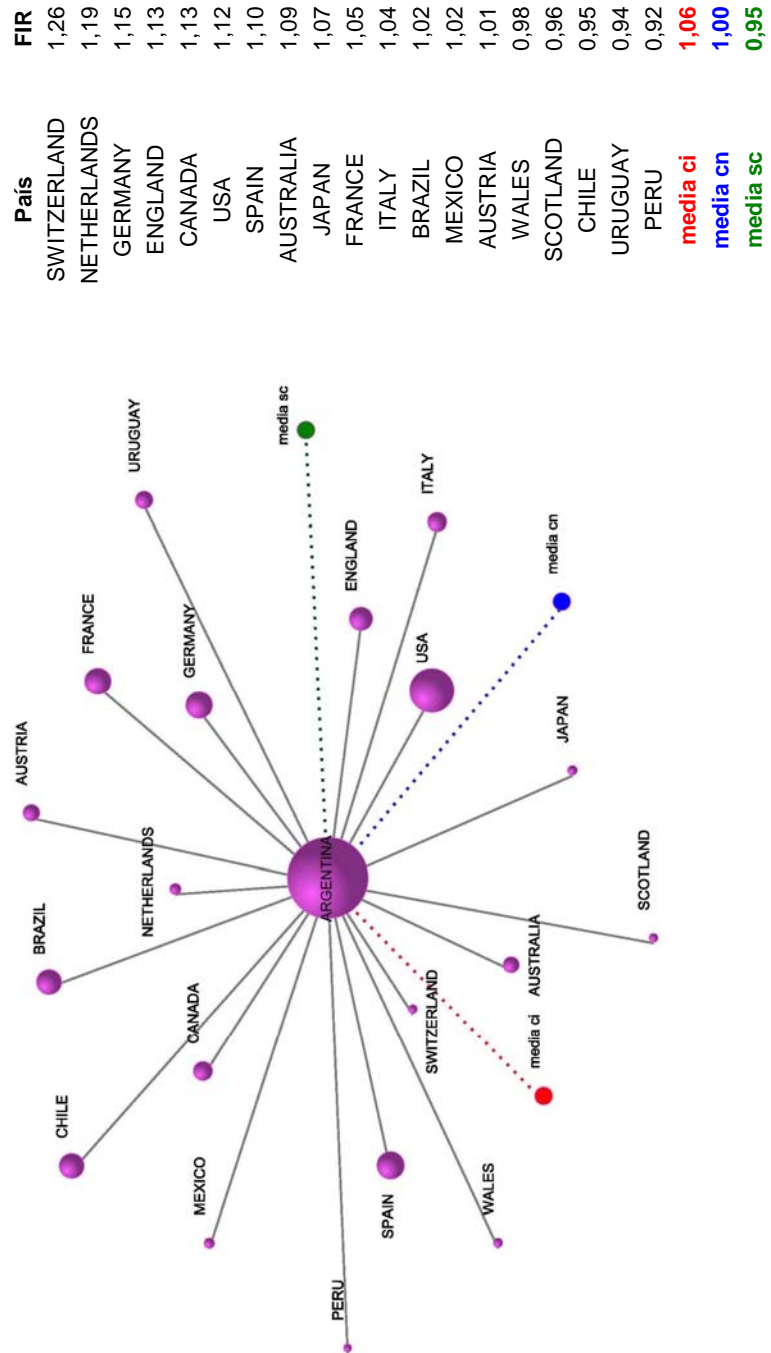 País FIR
SWITZERLAND 1,26
NETHERLANDS 1,19
GERMANY 1,15
ENGLAND 1,13
CANADA 1,13
USA 1,12
SPAIN 1,10
AUSTRALIA 1,09
JAPAN 1,07
FRANCE 1,05
ITALY 1,04
BRAZIL 1,02
MEXICO 1,02
AUSTRIA 1,01
WALES 0,98
SCOTLAND 0,96
CHILE 0,95
URUGUAY 0,94
PERU 0,92
media ci 1,06
media cn 1,00
media sc 0,95
URUGUAY
media sc
FRANCE
ITALY
ENGLAND
GERMANY
media cn
USA
AUSTRIA
JAPAN
NETHERLANDS
ARGENTINA
BRAZIL
SCOTLAND
AUSTRALIA
CANADA
SWITZERLAND
media ci
CHILE
MEXICO
SPAIN
WALES
PERU